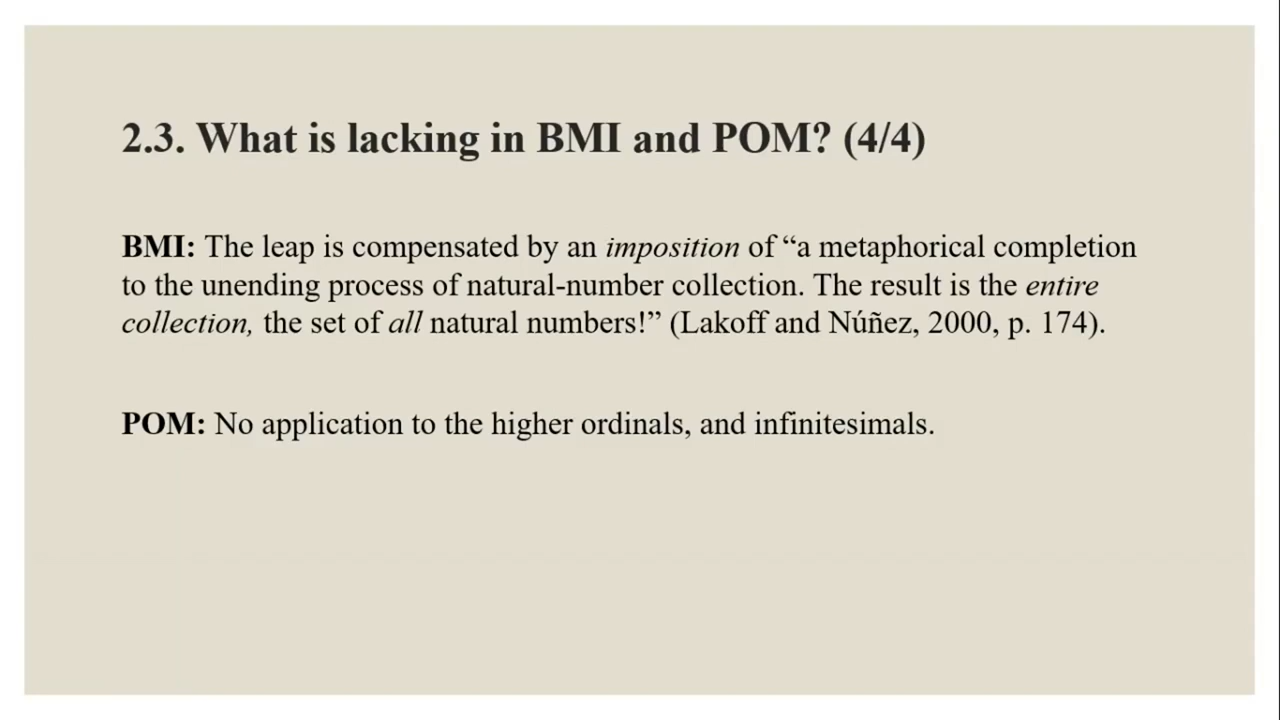 2.3. What is lacking in BMI and POM? (4/4)
BMI: The leap is compensated by an imposition of “a metaphorical completion
to the unending process of natural-number collection. The result is the entire
collection, the set of all natural numbers!” (Lakoff and Núñez, 2000, p. 174).
POM: No application to the higher ordinals, and infinitesimals.